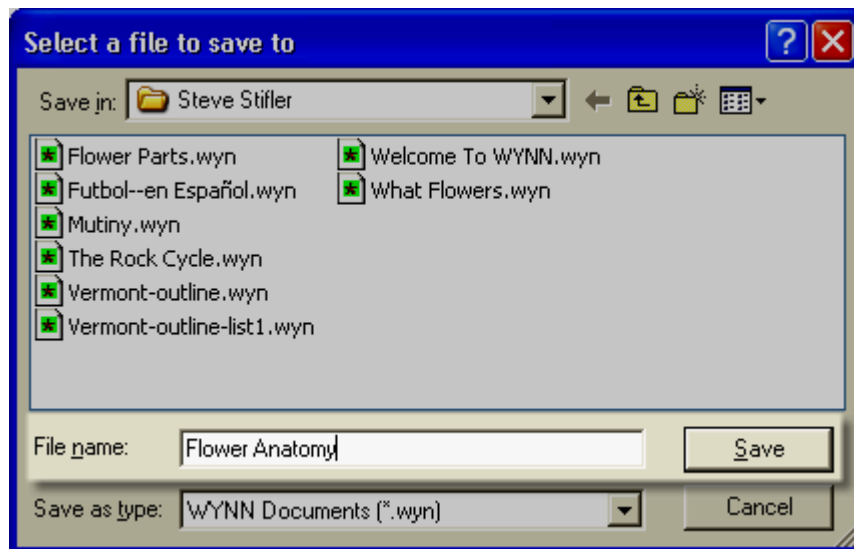 Select a file to save to
Save in: Steve Stifler
Flower Parts.wyn
Futbol--en Español.wyn
Mutiny.wyn
The Rock Cycle.wyn
Vermont-outline.wyn
Vermont-outline-list1.wyn
Welcome To WYNN.wyn
What Flowers.wyn
File name: Flower Anatomy Save
Save as type: WYNN Documents (*.wyn) Cancel